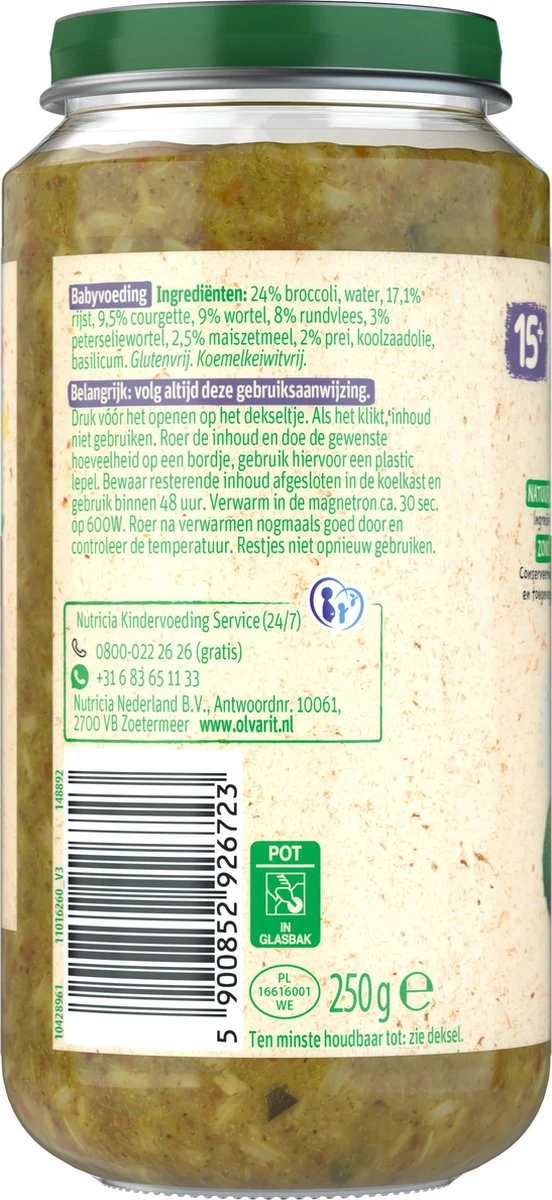 Babyvoeding Ingrediënten: 24% broccoli, water, 17,1%
rijst, 9,5% courgette, 9% wortel, 8% rundvlees, 3%
peterseliewortel, 2,5% maiszetmeel, 2% prei, koolzaadolie,
basilicum. Glutenvrij. Koemelkeiwitvrij.
Belangrijk: volg altijd deze gebruiksaanwijzing.
Druk vóór het openen op het dekseltje. Als het klikt, inhoud
niet gebruiken. Roer de inhoud en doe de gewenste
hoeveelheid op een bordje, gebruik hiervoor een plastic
lepel. Bewaar resterende inhoud afgesloten in de koelkast en
gebruik binnen 48 uur. Verwarm in de magnetron ca. 30 sec.
op 600W. Roer na verwarmen nogmaals goed door en
controleer de temperatuur. Restjes niet opnieuw gebruiken.
Nutricia Kindervoeding Service (24/7)
0800-022 26 26 (gratis)
+31 6 83 65 11 33
Nutricia Nederland B.V., Antwoordnr. 10061,
2700 VB Zoetermeer www.olvarit.nl
10428961 11016260 V3 148892
5 900852 926723
POT
IN
GLASBAK
PL
16616001
WE
250 g e
Ten minste houdbaar tot: zie deksel.
15+